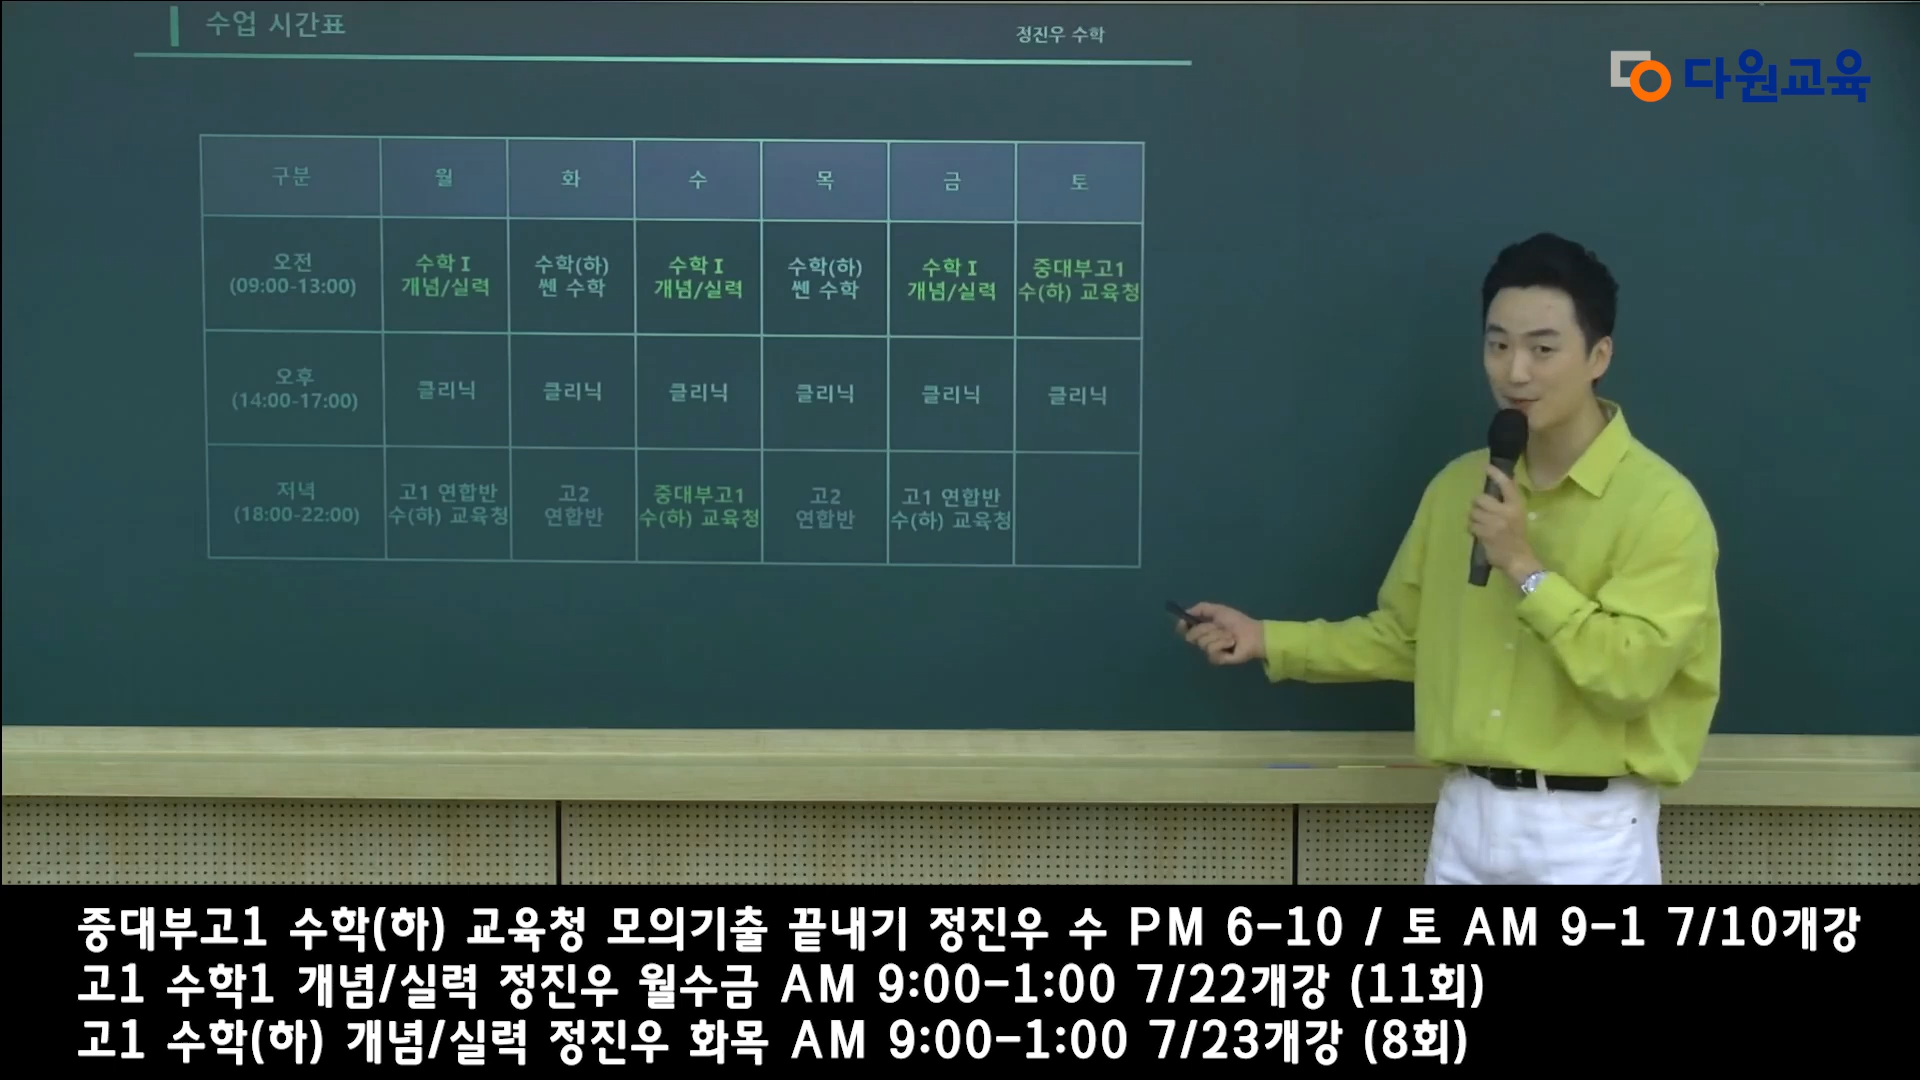 수업 시간표
정진우 수학
다원교육
구분 월 화 수 목 금 토
오전 수학 I 수학(하) 수학 I 수학(하) 수학 I 중대부고1
(09:00-13:00) 개념/실력 쎈 수학 개념/실력 쎈 수학 개념/실력 수(하) 교육청
오후 클리닉 클리닉 클리닉 클리닉 클리닉 클리닉
(14:00-17:00)
저녁 고1 연합반 고2 중대부고1 고2 고1 연합반
(18:00-22:00) 수(하) 교육청 연합반 수(하) 교육청 연합반 수(하) 교육청
중대부고1 수학(하) 교육청 모의기출 끝내기 정진우 수 PM 6-10 / 토 AM 9-1 7/10개강
고1 수학1 개념/실력 정진우 월수금 AM 9:00-1:00 7/22개강 (11회)
고1 수학(하) 개념/실력 정진우 화목 AM 9:00-1:00 7/23개강 (8회)